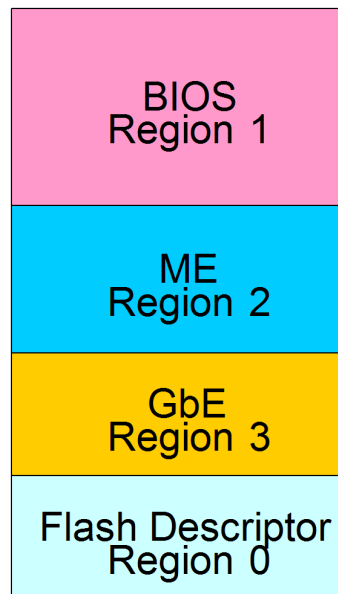 BIOS
Region 1
ME
Region 2
GbE
Region 3
Flash Descriptor
Region 0